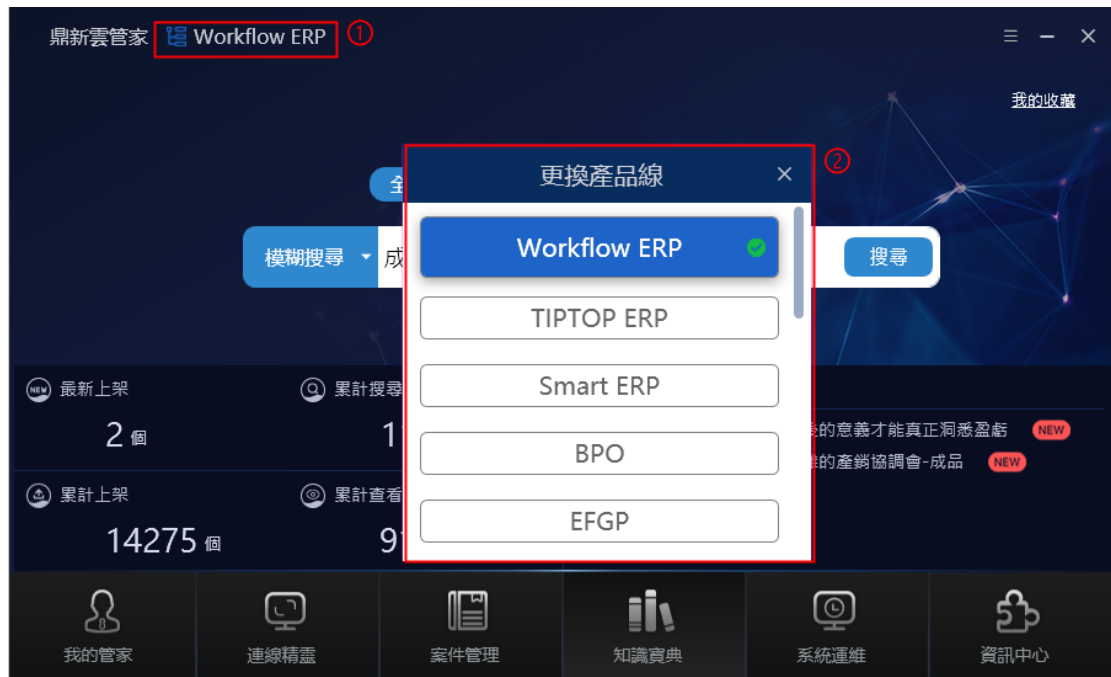 鼎新雲管家 Workflow ERP ①
我的收藏
更換產品線 ②
全
Workflow ERP
模糊搜尋 成
搜尋
TIPTOP ERP
Smart ERP
BPO
EFGP
NEW 最新上架
2 個
累計搜尋
1
的意義才能真正洞悉盈虧 NEW
的產銷協調會-成品 NEW
累計上架
14275 個
累計查看
9
我的管家
連線精靈
案件管理
知識寶典
系統運維
資訊中心